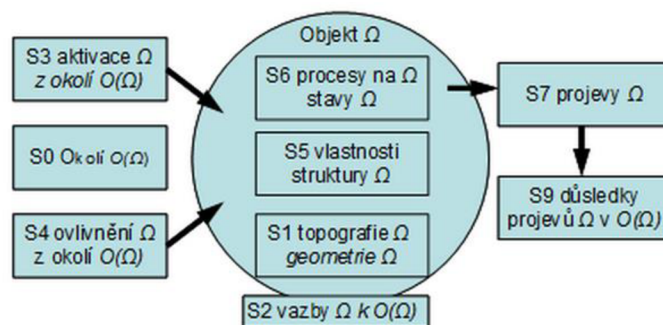 Objekt Ω
S3 aktivace Ω
z okolí O(Ω)
S0 Okolí O(Ω)
S4 ovlivnění Ω
z okolí O(Ω)
S6 procesy na Ω
stavy Ω
S5 vlastnosti
struktury Ω
S1 topografie Ω
geometrie Ω
S2 vazby Ω k O(Ω)
S7 projevy Ω
S9 důsledky
projevů Ω v O(Ω)